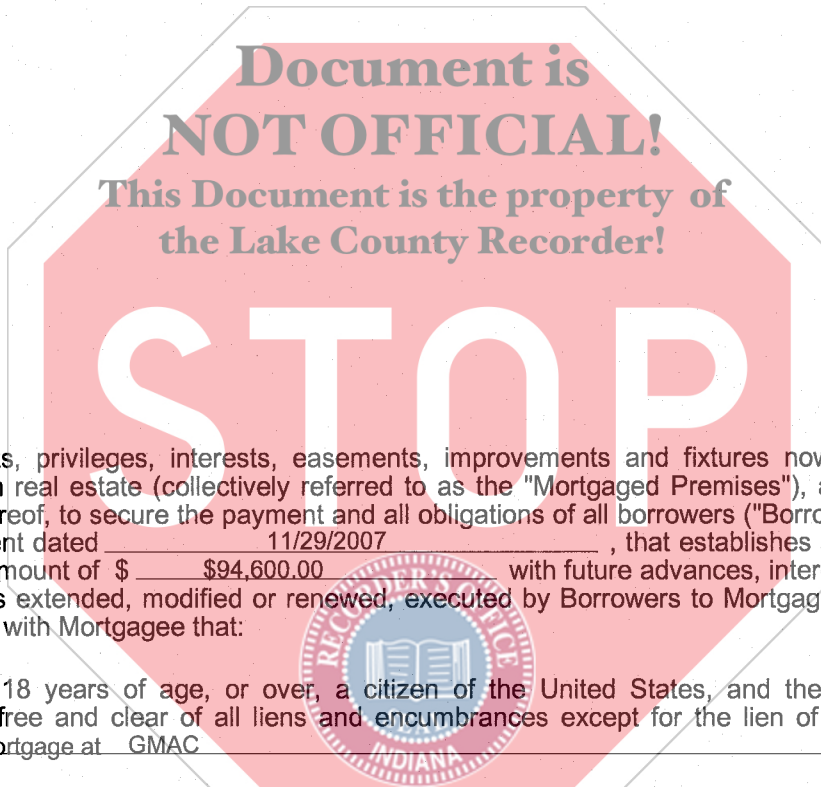 Document is
NOT OFFICIAL!
This Document is the property of
the Lake County Recorder!
STOP
s, privileges, interests, easements, improvements and fixtures now
real estate (collectively referred to as the "Mortgaged Premises"), a
reof, to secure the payment and all obligations of all borrowers ("Borro
ent dated 11/29/2007 , that establishes
mount of $ $94,600.00 with future advances, inter
s extended, modified or renewed, executed by Borrowers to Mortgag
with Mortgagee that:
RECORDER'S OFFICE
18 years of age, or over, a citizen of the United States, and the
free and clear of all liens and encumbrances except for the lien of
ortgage at GMAC
INDIANA